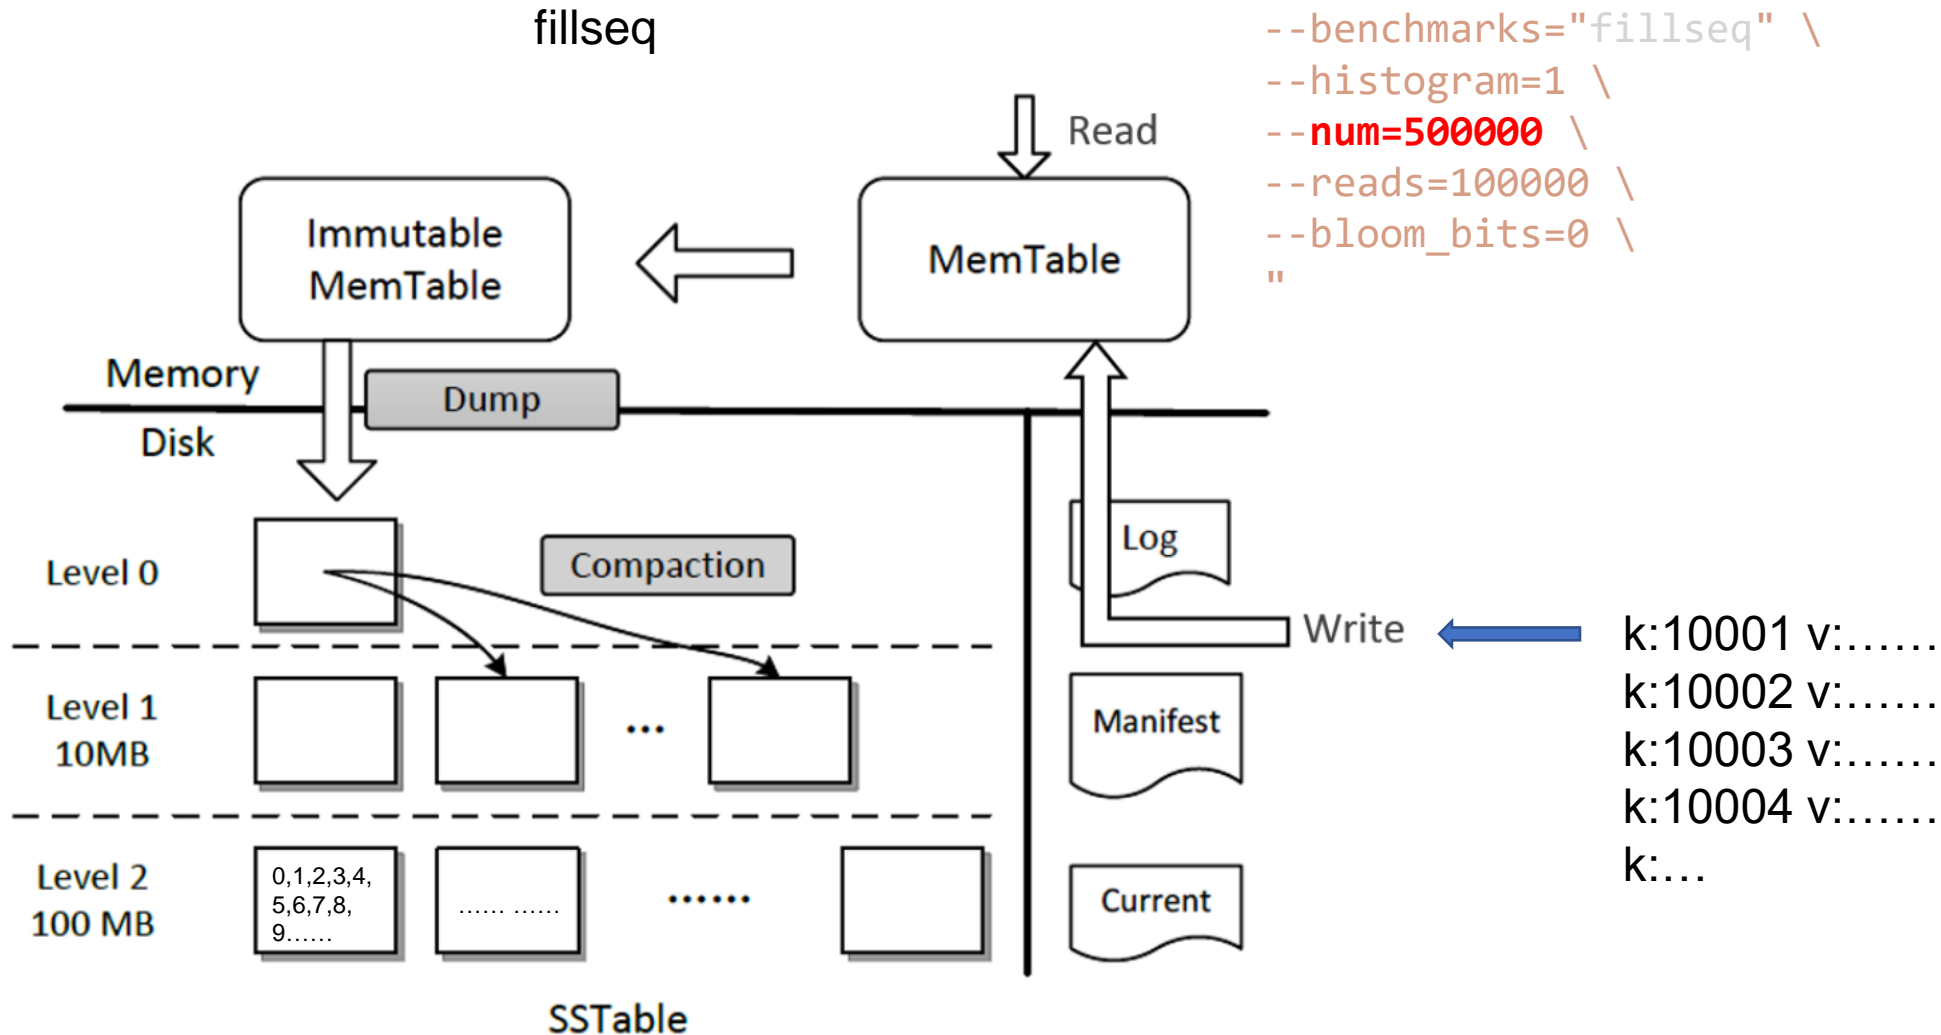 fillseq
--benchmarks="fillseq" \
--histogram=1 \
--num=500000 \
--reads=100000 \
--bloom_bits=0 \
"
Read
Immutable
MemTable
MemTable
Memory
Dump
Disk
Level 0
Compaction
Log
Write
k:10001 v:......
k:10002 v:......
k:10003 v:......
k:10004 v:......
k:...
Level 1
10MB
...
Manifest
Level 2
100 MB
0,1,2,3,4,
5,6,7,8,
9......
...... ......
......
Current
SSTable